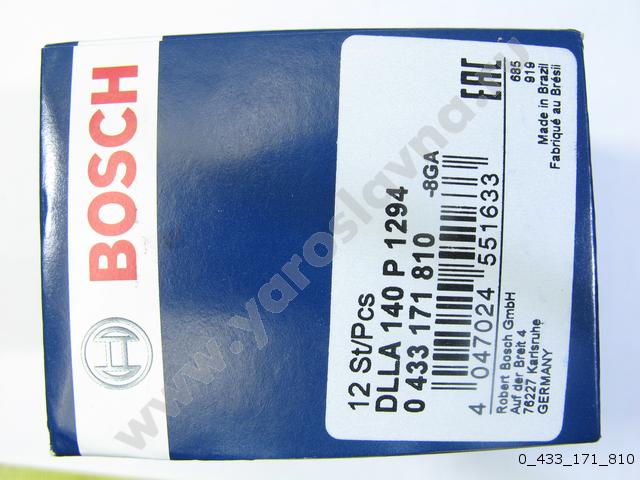 BOSCH
12 St/Pcs
DLLA 140 P 1294
0 433 171 810
-8GA
4 047024 551633
Robert Bosch GmbH
Auf der Breit 4
76227 Karlsruhe
GERMANY
EAC
685
919
Made in Brazil
Fabriqué au Brésil
www.yaroslavna.ru
0_433_171_810